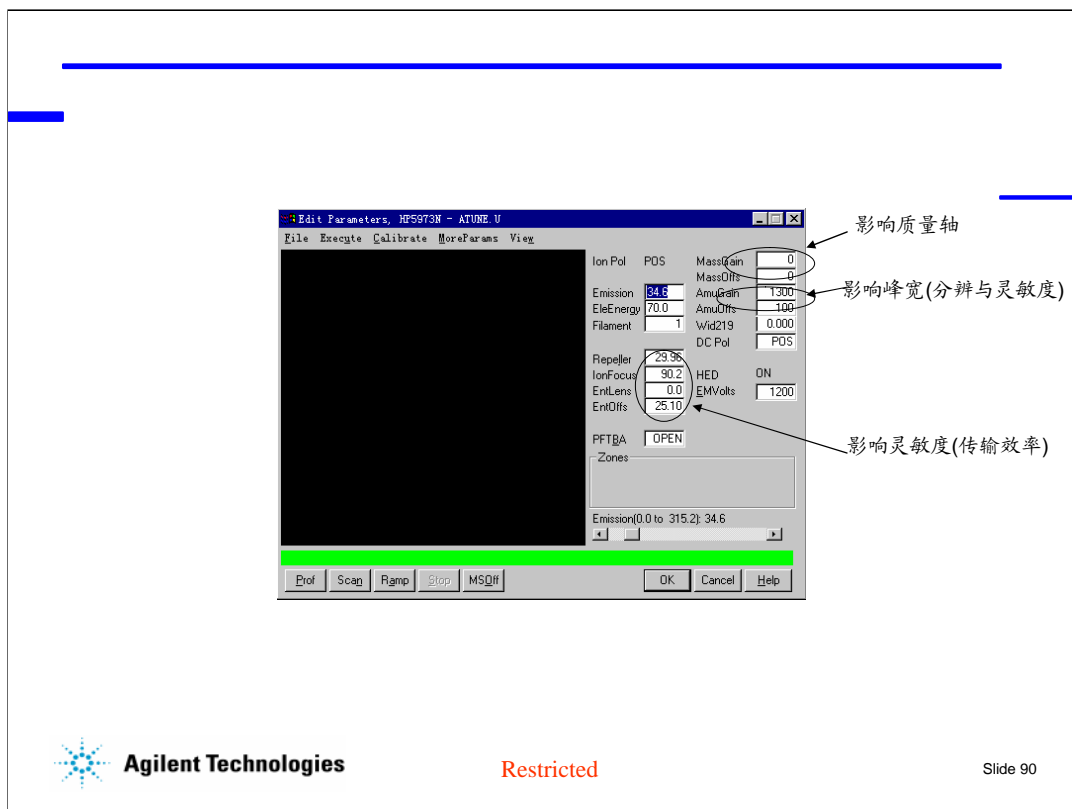 Edit Parameters, HP5973N - ATUNE.U
File Execute Calibrate MoreParams View
Ion Pol POS MassGain 0
MassOffs 0
Emission 34.6 AmuGain 1300
EleEnergy 70.0 AmuOffs 100
Filament 1 Wid219 0.000
DC Pol POS
Repeller 29.96
IonFocus 90.2 HED ON
EntLens 0.0 EMVolts 1200
EntOffs 25.10
PFTBA OPEN
Zones
Emission(0.0 to 315.2): 34.6
Prof Scan Ramp Stop MSOff OK Cancel Help
影响质量轴
影响峰宽(分辨与灵敏度)
影响灵敏度(传输效率)
Agilent Technologies
Restricted
Slide 90